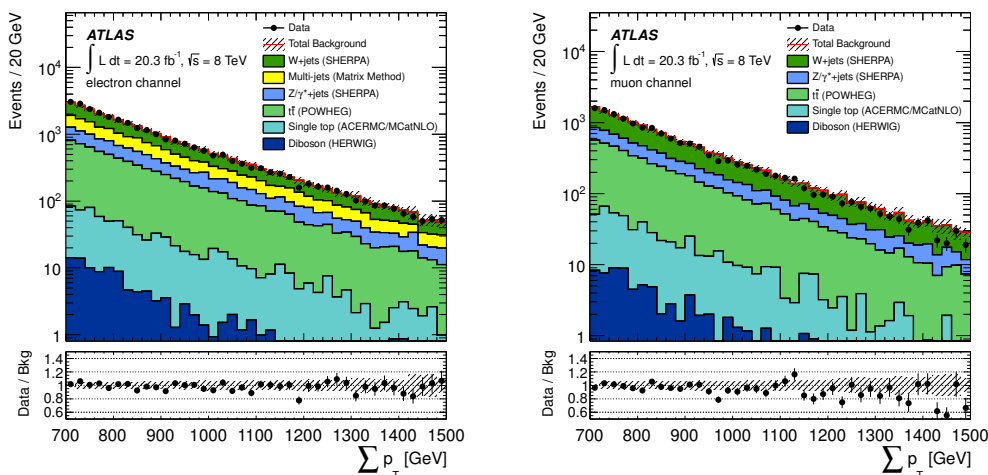 ATLAS
∫ L dt = 20.3 fb⁻¹, √s = 8 TeV
electron channel
Data
Total Background
W+jets (SHERPA)
Multi-jets (Matrix Method)
Z/γ*+jets (SHERPA)
tt̄ (POWHEG)
Single top (ACERMC/MCatNLO)
Diboson (HERWIG)
Events / 20 GeV
10⁴
10³
10²
10
1
Data / Bkg
1.4
1.2
1
0.8
0.6
700 800 900 1000 1100 1200 1300 1400 1500
∑ p_T [GeV]
ATLAS
∫ L dt = 20.3 fb⁻¹, √s = 8 TeV
muon channel
Data
Total Background
W+jets (SHERPA)
Z/γ*+jets (SHERPA)
tt̄ (POWHEG)
Single top (ACERMC/MCatNLO)
Diboson (HERWIG)
Events / 20 GeV
10⁴
10³
10²
10
1
Data / Bkg
1.4
1.2
1
0.8
0.6
700 800 900 1000 1100 1200 1300 1400 1500
∑ p_T [GeV]